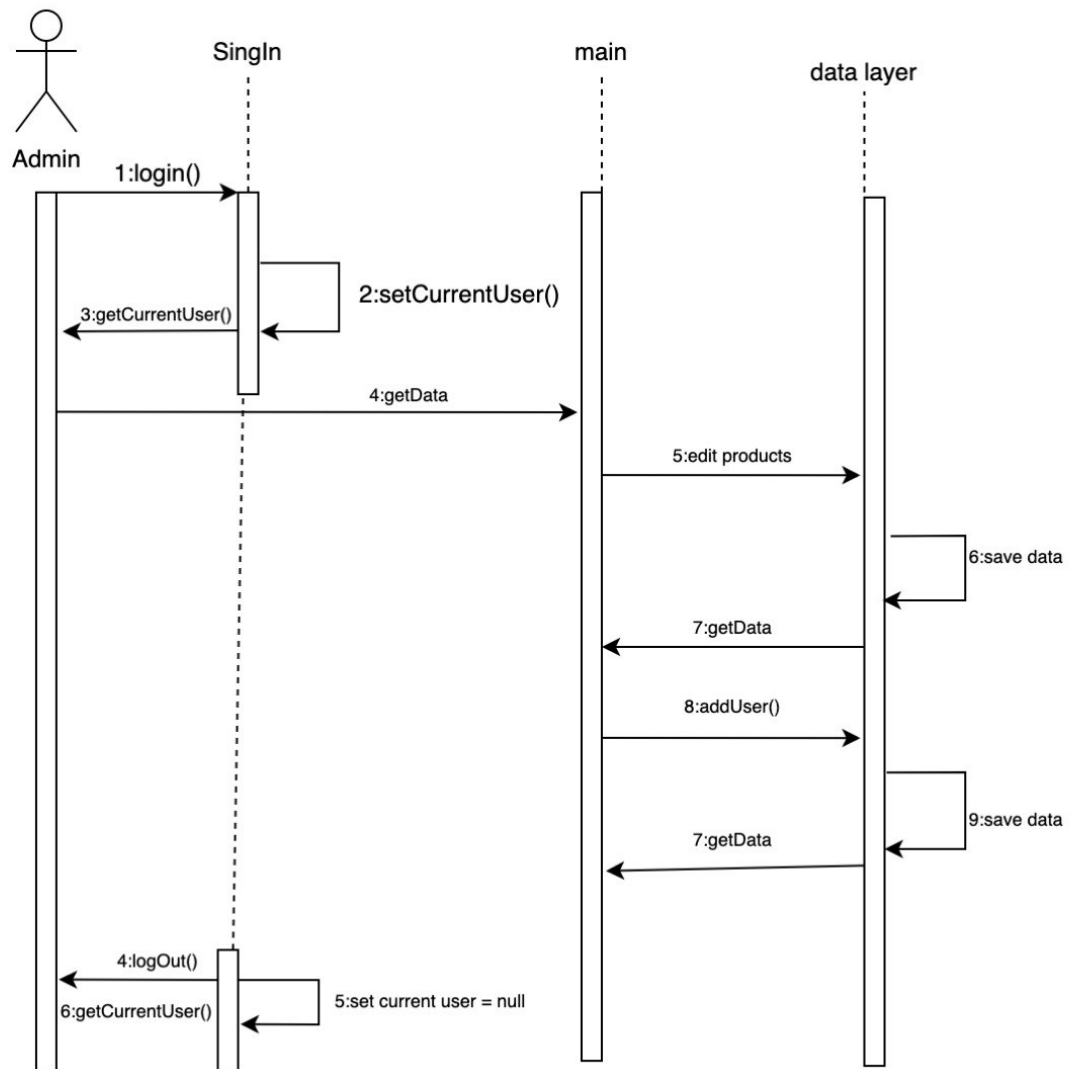 SingIn
main
data layer
Admin
1:login()
2:setCurrentUser()
3:getCurrentUser()
4:getData
5:edit products
6:save data
7:getData
8:addUser()
9:save data
7:getData
4:logOut()
5:set current user = null
6:getCurrentUser()